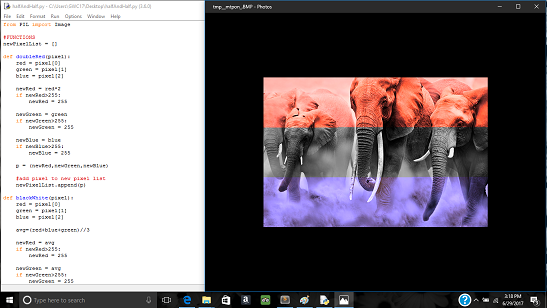 halfAndHalf.py - C:\Users\GWC17\Desktop\halfAndHalf.py (3.6.0)
File Edit Format Run Options Window Help
from PIL import Image
#FUNCTIONS
newPixelList = []
def doubleRed(pixel):
red = pixel[0]
green = pixel[1]
blue = pixel[2]
newRed = red*2
if newRed>255:
newRed = 255
newGreen = green
if newGreen>255:
newGreen = 255
newBlue = blue
if newBlue>255:
newBlue = 255
p = (newRed,newGreen,newBlue)
#add pixel to new pixel list
newPixelList.append(p)
def blackWhite(pixel):
red = pixel[0]
green = pixel[1]
blue = pixel[2]
avg=(red+blue+green)//3
newRed = avg
if newRed>255:
newRed = 255
newGreen = avg
if newGreen>255:
newGreen = 255
tmp__mtpon_.BMP - Photos
Type here to search
3:18 PM
6/29/2017